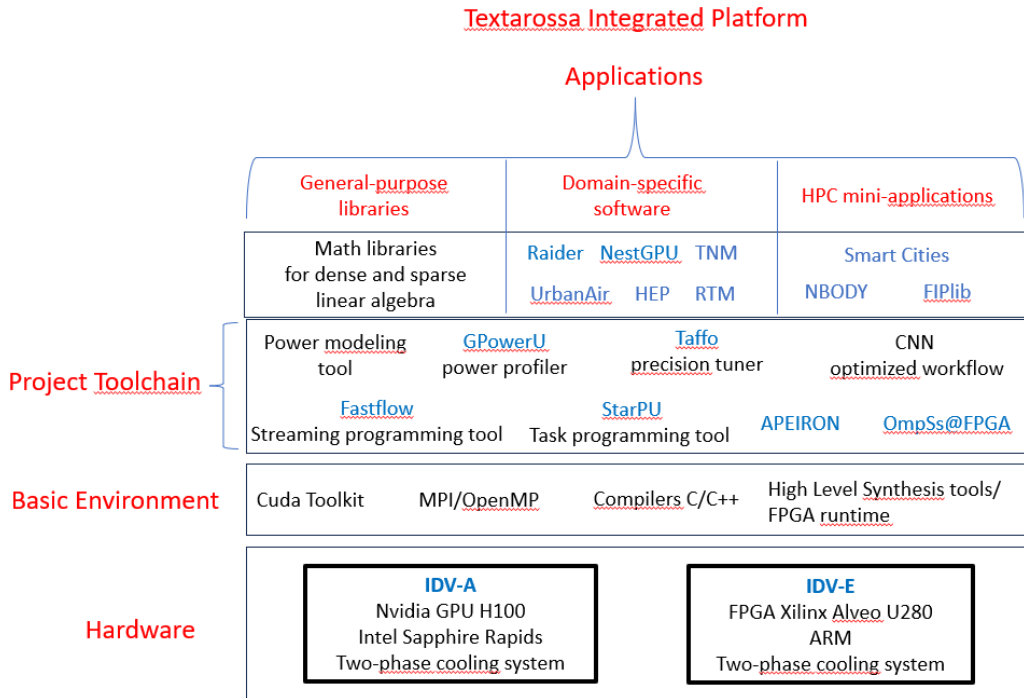 Textarossa Integrated Platform
Applications
General-purpose
libraries
Domain-specific
software
HPC mini-applications
Math libraries
for dense and sparse
linear algebra
Raider NestGPU TNM
UrbanAir HEP RTM
Smart Cities
NBODY FIPlib
Project Toolchain
Power modeling
tool
GPowerU
power profiler
Taffo
precision tuner
CNN
optimized workflow
Fastflow
Streaming programming tool
StarPU
Task programming tool
APEIRON
OmpSs@FPGA
Basic Environment
Cuda Toolkit
MPI/OpenMP
Compilers C/C++
High Level Synthesis tools/
FPGA runtime
Hardware
IDV-A
Nvidia GPU H100
Intel Sapphire Rapids
Two-phase cooling system
IDV-E
FPGA Xilinx Alveo U280
ARM
Two-phase cooling system